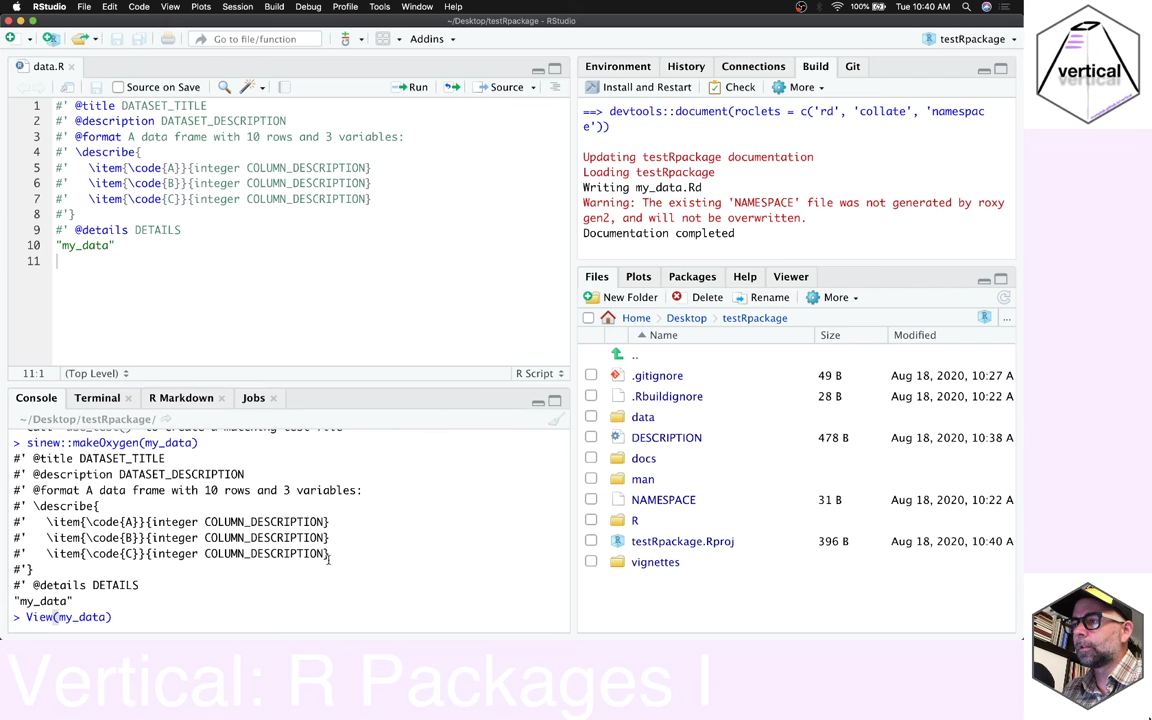 RStudio File Edit Code View Plots Session Build Debug Profile Tools Window Help 100% Tue 10:40 AM
~/Desktop/testRpackage - RStudio
Go to file/function Addins testRpackage
data.R
Source on Save Run Source
1 #' @title DATASET_TITLE
2 #' @description DATASET_DESCRIPTION
3 #' @format A data frame with 10 rows and 3 variables:
4 #' \describe{
5 #'   \item{\code{A}}{integer COLUMN_DESCRIPTION}
6 #'   \item{\code{B}}{integer COLUMN_DESCRIPTION}
7 #'   \item{\code{C}}{integer COLUMN_DESCRIPTION}
8 #'}
9 #' @details DETAILS
10 "my_data"
11
11:1 (Top Level) R Script
Console Terminal R Markdown Jobs
~/Desktop/testRpackage/
> sinew::makeOxygen(my_data)
#' @title DATASET_TITLE
#' @description DATASET_DESCRIPTION
#' @format A data frame with 10 rows and 3 variables:
#' \describe{
#'   \item{\code{A}}{integer COLUMN_DESCRIPTION}
#'   \item{\code{B}}{integer COLUMN_DESCRIPTION}
#'   \item{\code{C}}{integer COLUMN_DESCRIPTION}
#'}
#' @details DETAILS
"my_data"
> View(my_data)
Environment History Connections Build Git
Install and Restart Check More
==> devtools::document(roclets = c('rd', 'collate', 'namespac
e'))
Updating testRpackage documentation
Loading testRpackage
Writing my_data.Rd
Warning: The existing 'NAMESPACE' file was not generated by roxy
gen2, and will not be overwritten.
Documentation completed
Files Plots Packages Help Viewer
New Folder Delete Rename More
Home Desktop testRpackage ...
Name Size Modified
..
.gitignore 49 B Aug 18, 2020, 10:27 A
.Rbuildignore 28 B Aug 18, 2020, 10:22 A
data
DESCRIPTION 478 B Aug 18, 2020, 10:38 A
docs
man
NAMESPACE 31 B Aug 18, 2020, 10:22 A
R
testRpackage.Rproj 396 B Aug 18, 2020, 10:40 A
vignettes
vertical
Vertical: R Packages I